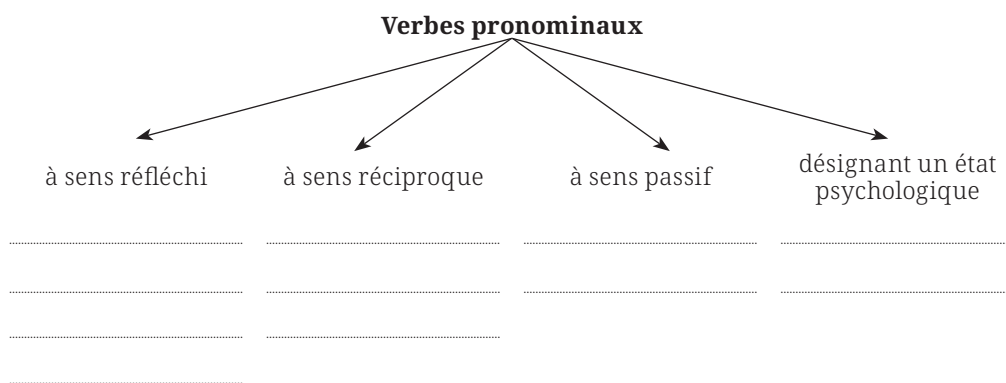 Verbes pronominaux
à sens réfléchi
à sens réciproque
à sens passif
désignant un état
psychologique